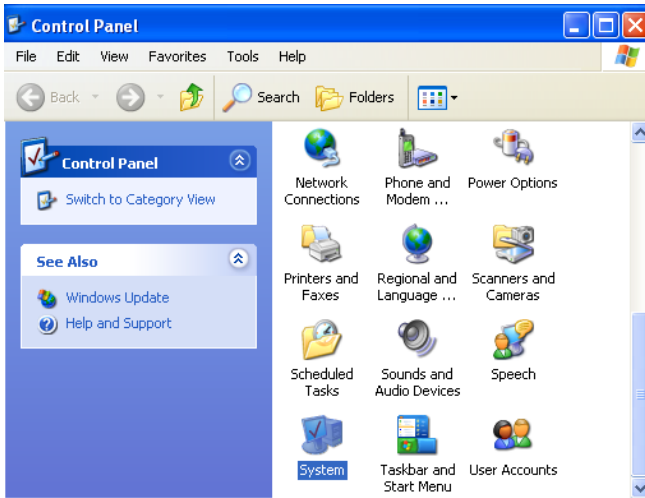 Control Panel
File Edit View Favorites Tools Help
Back Search Folders
Control Panel
Switch to Category View
See Also
Windows Update
Help and Support
Network
Connections
Phone and
Modem ...
Power Options
Printers and
Faxes
Regional and
Language ...
Scanners and
Cameras
Scheduled
Tasks
Sounds and
Audio Devices
Speech
System
Taskbar and
Start Menu
User Accounts